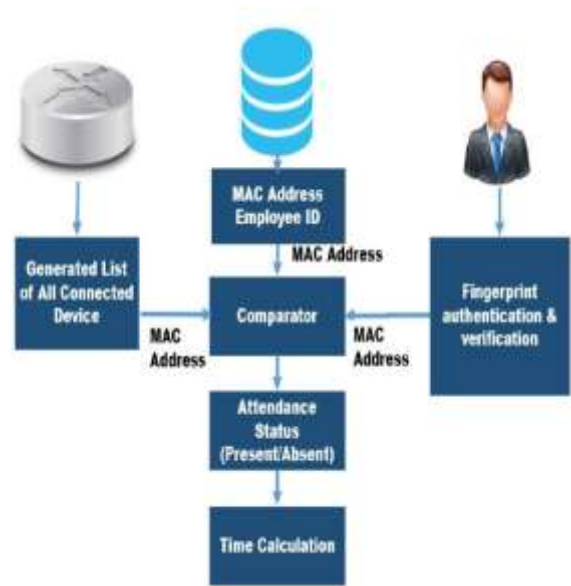 MAC Address
Employee ID
MAC Address
Generated List
of All Connected
Device
MAC
Address
Comparator
MAC
Address
Fingerprint
authentication &
verification
Attendance
Status
(Present/Absent)
Time Calculation